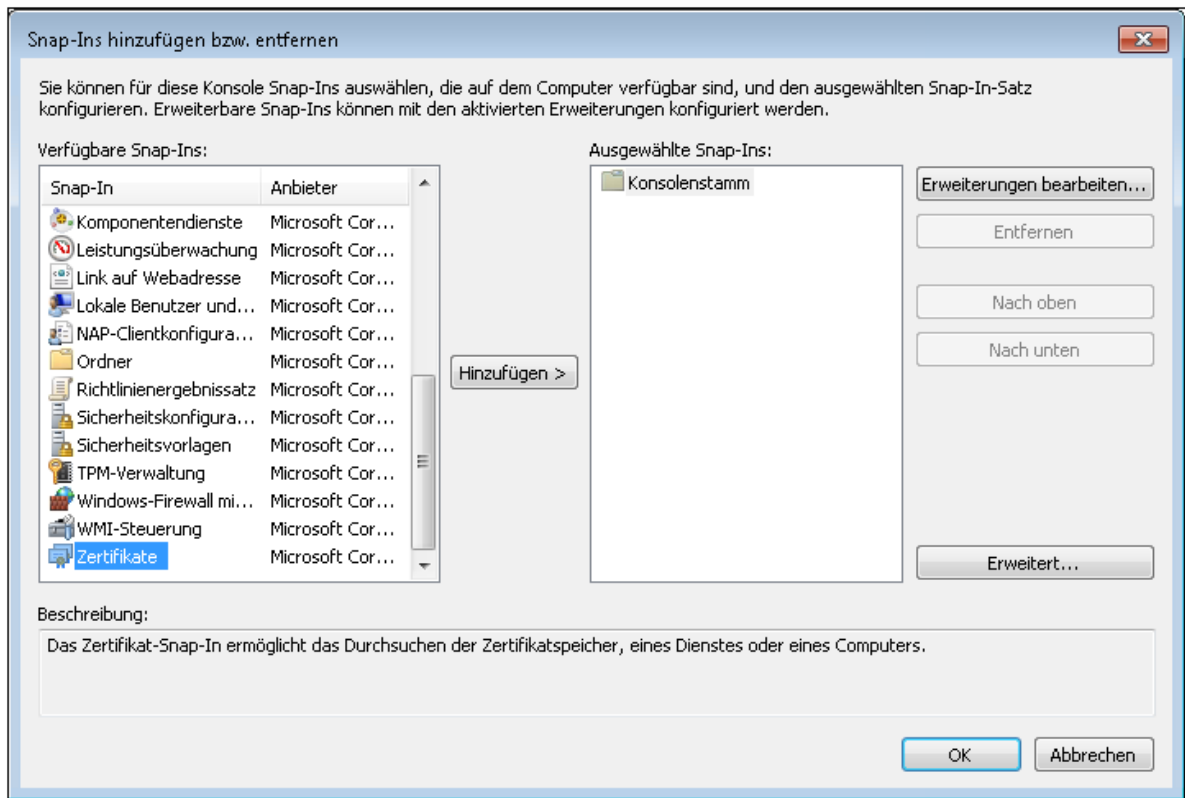 Snap-Ins hinzufügen bzw. entfernen
Sie können für diese Konsole Snap-Ins auswählen, die auf dem Computer verfügbar sind, und den ausgewählten Snap-In-Satz
konfigurieren. Erweiterbare Snap-Ins können mit den aktivierten Erweiterungen konfiguriert werden.
Verfügbare Snap-Ins:
Snap-In Anbieter
Komponentendienste Microsoft Cor...
Leistungsüberwachung Microsoft Cor...
Link auf Webadresse Microsoft Cor...
Lokale Benutzer und... Microsoft Cor...
NAP-Clientkonfigura... Microsoft Cor...
Ordner Microsoft Cor...
Richtlinienergebnissatz Microsoft Cor...
Sicherheitskonfigura... Microsoft Cor...
Sicherheitsvorlagen Microsoft Cor...
TPM-Verwaltung Microsoft Cor...
Windows-Firewall mi... Microsoft Cor...
WMI-Steuerung Microsoft Cor...
Zertifikate Microsoft Cor...
Hinzufügen >
Ausgewählte Snap-Ins:
Konsolenstamm
Erweiterungen bearbeiten...
Entfernen
Nach oben
Nach unten
Erweitert...
Beschreibung:
Das Zertifikat-Snap-In ermöglicht das Durchsuchen der Zertifikatspeicher, eines Dienstes oder eines Computers.
OK
Abbrechen